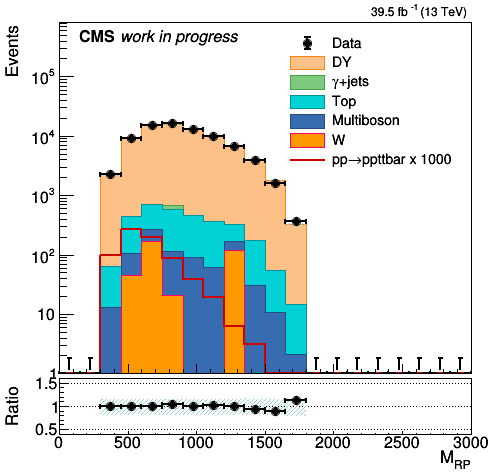 39.5 fb⁻¹ (13 TeV)
CMS work in progress
Events
Data
DY
γ+jets
Top
Multiboson
W
pp→ppttbar x 1000
10⁵
10⁴
10³
10²
10
1
Ratio
1.5
1
0.5
0 500 1000 1500 2000 2500 3000
M_RP